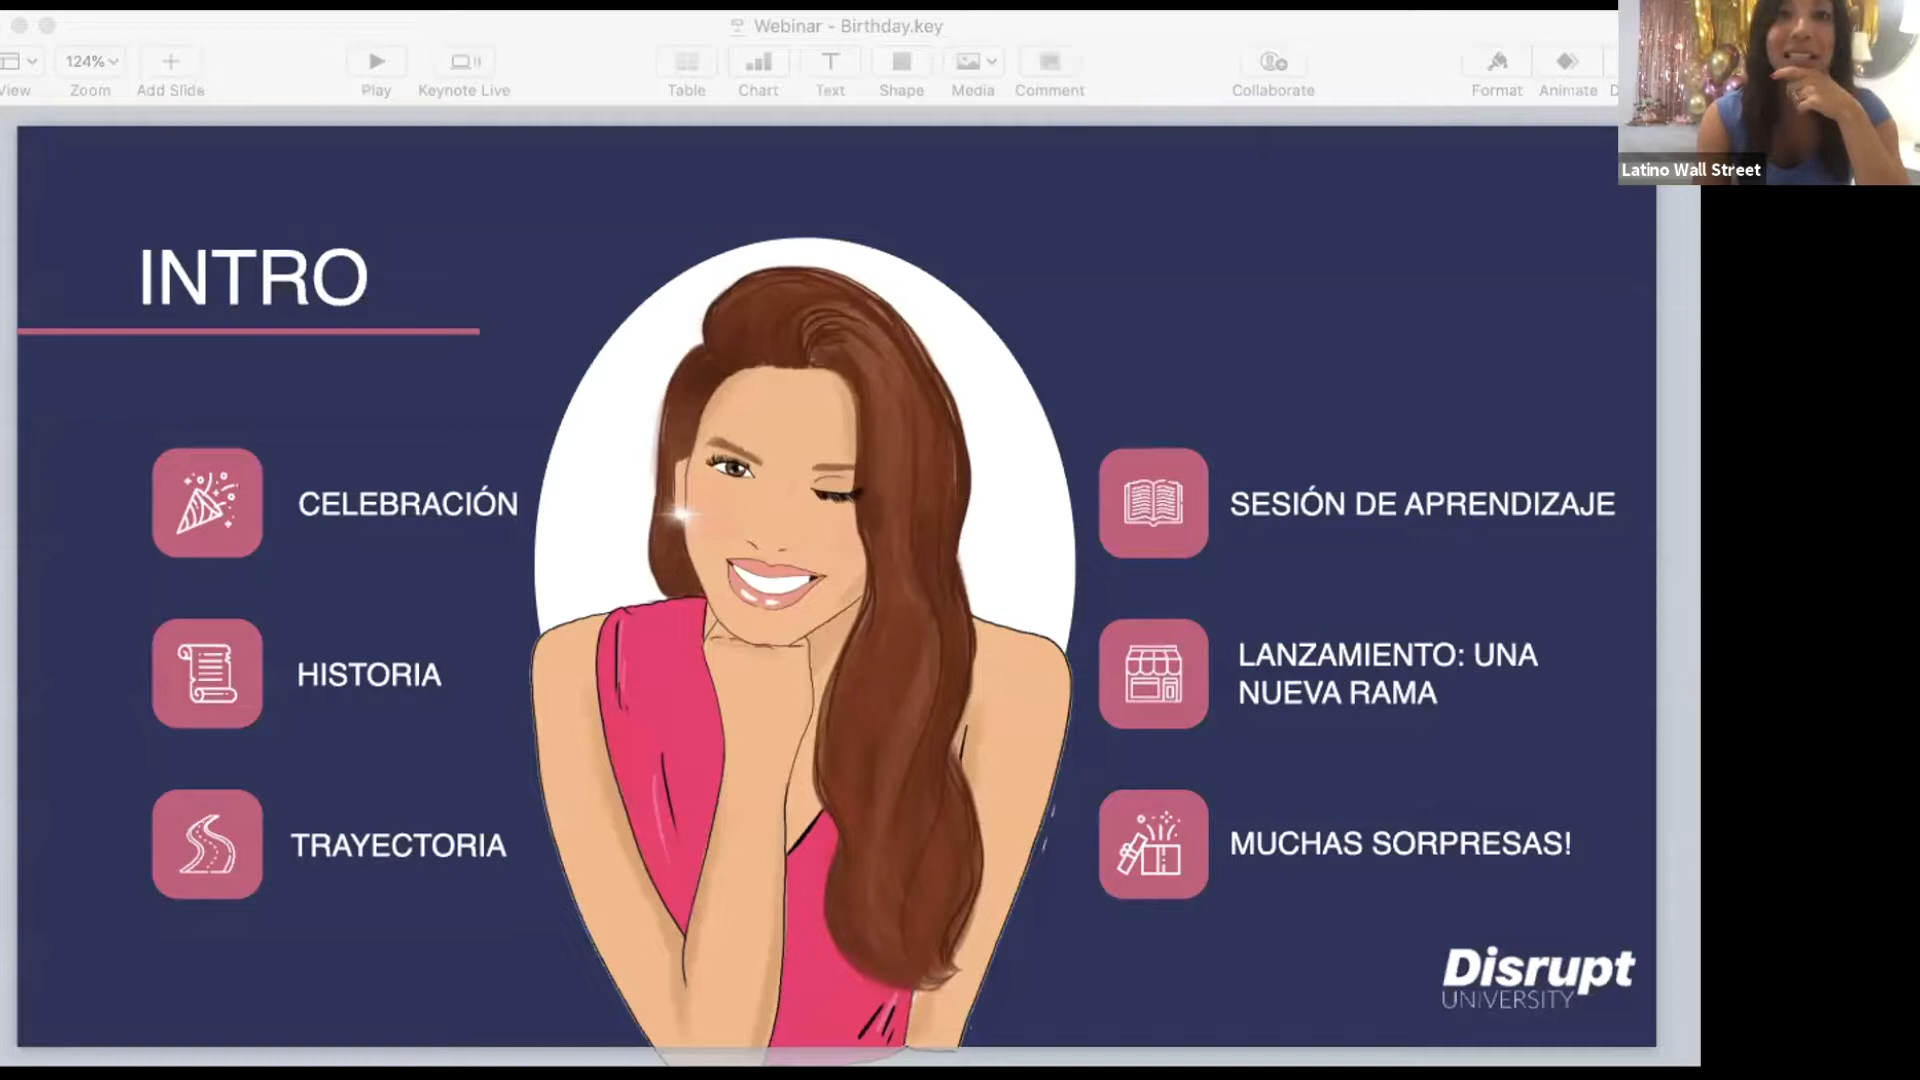 Webinar - Birthday.key
124%
View
Zoom
Add Slide
Play
Keynote Live
Table
Chart
Text
Shape
Media
Comment
Collaborate
Format
Animate
Latino Wall Street
INTRO
CELEBRACIÓN
HISTORIA
TRAYECTORIA
SESIÓN DE APRENDIZAJE
LANZAMIENTO: UNA
NUEVA RAMA
MUCHAS SORPRESAS!
Disrupt
UNIVERSITY